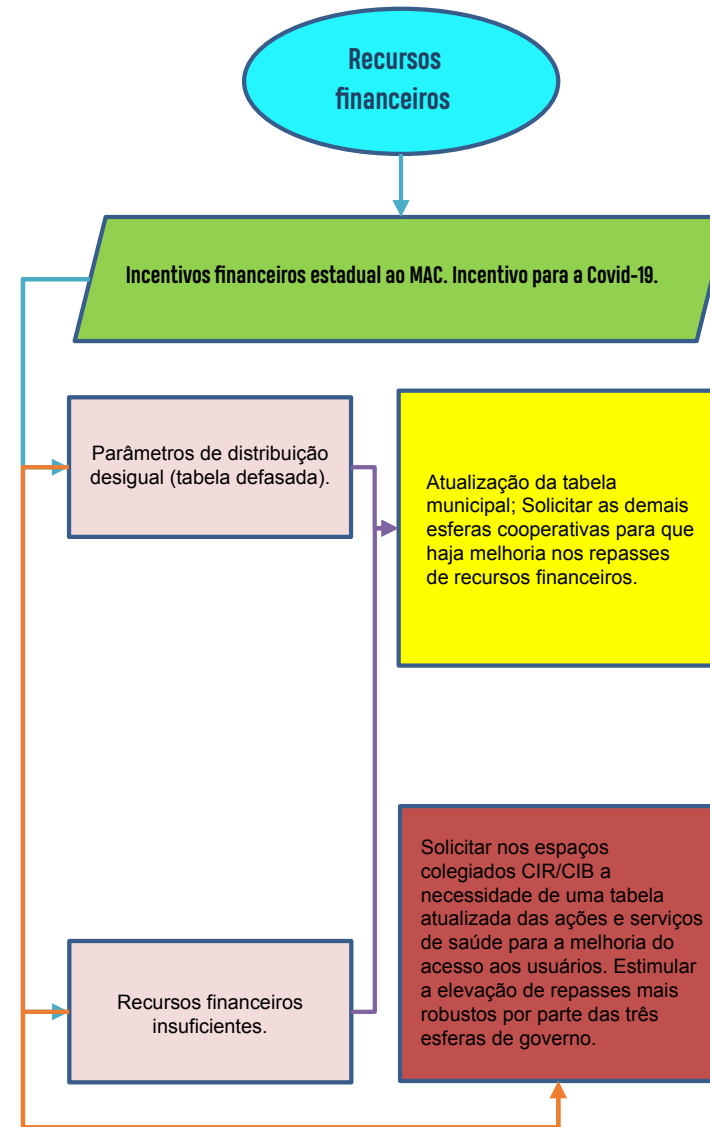 Recursos
financeiros
Incentivos financeiros estadual ao MAC. Incentivo para a Covid-19.
Parâmetros de distribuição
desigual (tabela defasada).
Atualização da tabela
municipal; Solicitar as demais
esferas cooperativas para que
haja melhoria nos repasses
de recursos financeiros.
Solicitar nos espaços
colegiados CIR/CIB a
necessidade de uma tabela
atualizada das ações e serviços
de saúde para a melhoria do
acesso aos usuários. Estimular
a elevação de repasses mais
robustos por parte das três
esferas de governo.
Recursos financeiros
insuficientes.